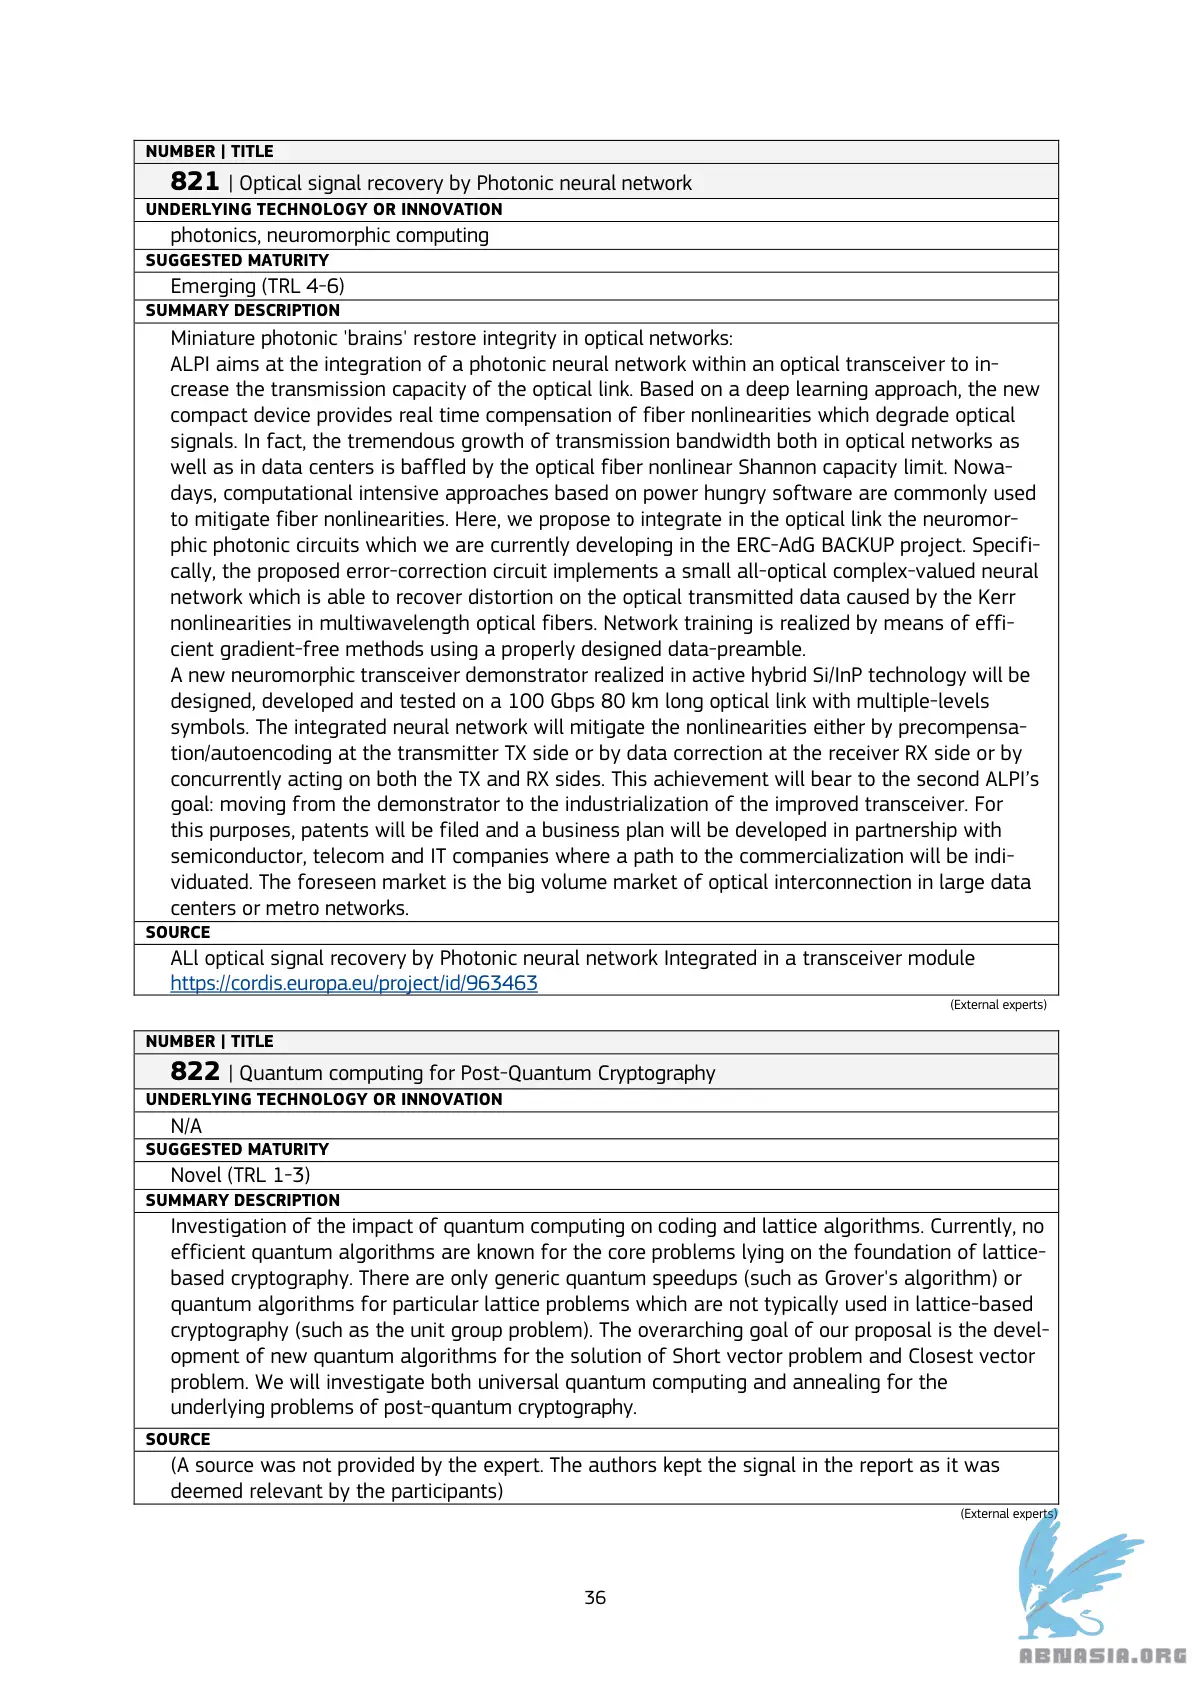 NUMBER | TITLE
821 | Optical signal recovery by Photonic neural network
UNDERLYING TECHNOLOGY OR INNOVATION
photonics, neuromorphic computing
SUGGESTED MATURITY
Emerging (TRL 4-6)
SUMMARY DESCRIPTION
Miniature photonic 'brains' restore integrity in optical networks:
ALPI aims at the integration of a photonic neural network within an optical transceiver to in-
crease the transmission capacity of the optical link. Based on a deep learning approach, the new
compact device provides real time compensation of fiber nonlinearities which degrade optical
signals. In fact, the tremendous growth of transmission bandwidth both in optical networks as
well as in data centers is baffled by the optical fiber nonlinear Shannon capacity limit. Nowa-
days, computational intensive approaches based on power hungry software are commonly used
to mitigate fiber nonlinearities. Here, we propose to integrate in the optical link the neuromor-
phic photonic circuits which we are currently developing in the ERC-AdG BACKUP project. Specifi-
cally, the proposed error-correction circuit implements a small all-optical complex-valued neural
network which is able to recover distortion on the optical transmitted data caused by the Kerr
nonlinearities in multiwavelength optical fibers. Network training is realized by means of effi-
cient gradient-free methods using a properly designed data-preamble.
A new neuromorphic transceiver demonstrator realized in active hybrid Si/InP technology will be
designed, developed and tested on a 100 Gbps 80 km long optical link with multiple-levels
symbols. The integrated neural network will mitigate the nonlinearities either by precompensa-
tion/autoencoding at the transmitter TX side or by data correction at the receiver RX side or by
concurrently acting on both the TX and RX sides. This achievement will bear to the second ALPI’s
goal: moving from the demonstrator to the industrialization of the improved transceiver. For
this purposes, patents will be filed and a business plan will be developed in partnership with
semiconductor, telecom and IT companies where a path to the commercialization will be indi-
viduated. The foreseen market is the big volume market of optical interconnection in large data
centers or metro networks.
SOURCE
ALl optical signal recovery by Photonic neural network Integrated in a transceiver module
https://cordis.europa.eu/project/id/963463
(External experts)
NUMBER | TITLE
822 | Quantum computing for Post-Quantum Cryptography
UNDERLYING TECHNOLOGY OR INNOVATION
N/A
SUGGESTED MATURITY
Novel (TRL 1-3)
SUMMARY DESCRIPTION
Investigation of the impact of quantum computing on coding and lattice algorithms. Currently, no
efficient quantum algorithms are known for the core problems lying on the foundation of lattice-
based cryptography. There are only generic quantum speedups (such as Grover's algorithm) or
quantum algorithms for particular lattice problems which are not typically used in lattice-based
cryptography (such as the unit group problem). The overarching goal of our proposal is the devel-
opment of new quantum algorithms for the solution of Short vector problem and Closest vector
problem. We will investigate both universal quantum computing and annealing for the
underlying problems of post-quantum cryptography.
SOURCE
(A source was not provided by the expert. The authors kept the signal in the report as it was
deemed relevant by the participants)
(External experts)
36
ABNASIA.ORG